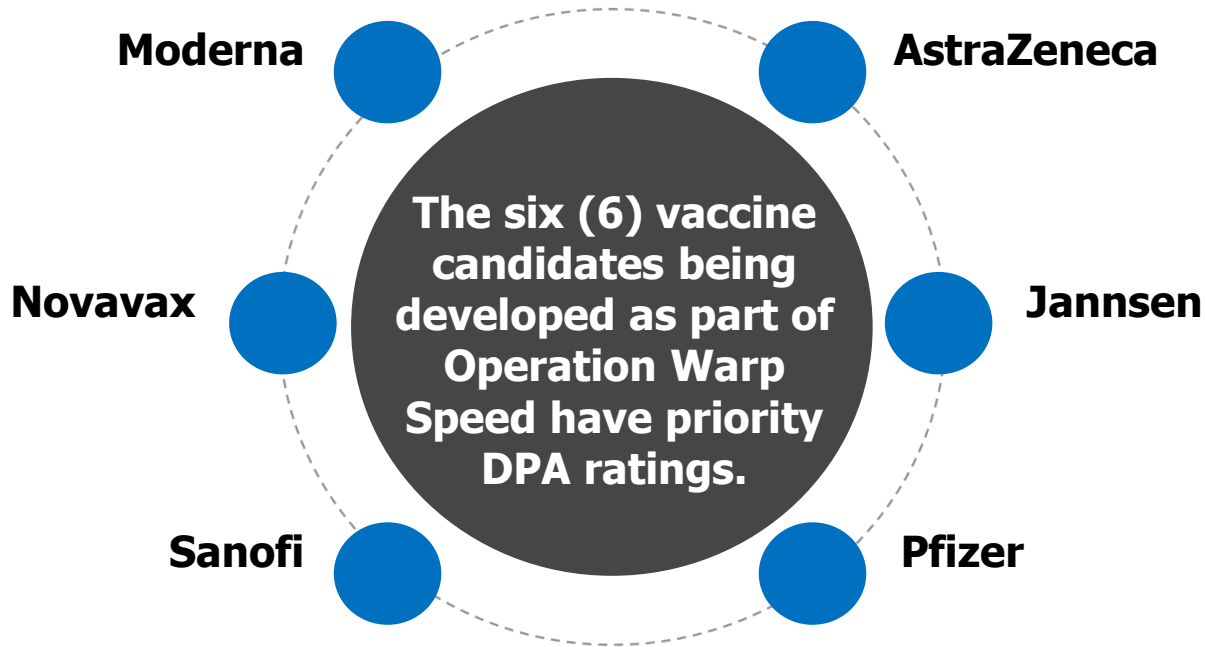 Moderna
AstraZeneca
The six (6) vaccine
candidates being
developed as part of
Operation Warp
Speed have priority
DPA ratings.
Novavax
Jannsen
Sanofi
Pfizer